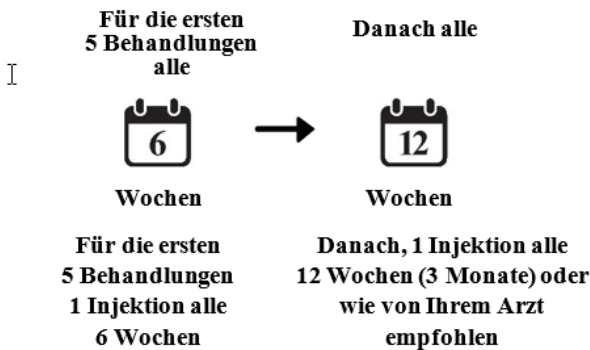 Für die ersten
5 Behandlungen
alle
6
Wochen
Für die ersten
5 Behandlungen
1 Injektion alle
6 Wochen
Danach alle
12
Wochen
Danach, 1 Injektion alle
12 Wochen (3 Monate) oder
wie von Ihrem Arzt
empfohlen